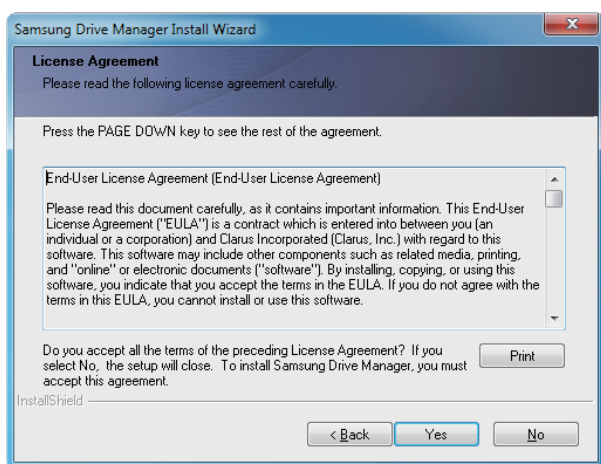 Samsung Drive Manager Install Wizard
License Agreement
Please read the following license agreement carefully.
Press the PAGE DOWN key to see the rest of the agreement.
End-User License Agreement (End-User License Agreement)
Please read this document carefully, as it contains important information. This End-User
License Agreement ("EULA") is a contract which is entered into between you (an
individual or a corporation) and Clarus Incorporated (Clarus, Inc.) with regard to this
software. This software may include other components such as related media, printing,
and "online" or electronic documents ("software"). By installing, copying, or using this
software, you indicate that you accept the terms in the EULA. If you do not agree with the
terms in this EULA, you cannot install or use this software.
Do you accept all the terms of the preceding License Agreement? If you
select No, the setup will close. To install Samsung Drive Manager, you must
accept this agreement.
Print
InstallShield
< Back
Yes
No